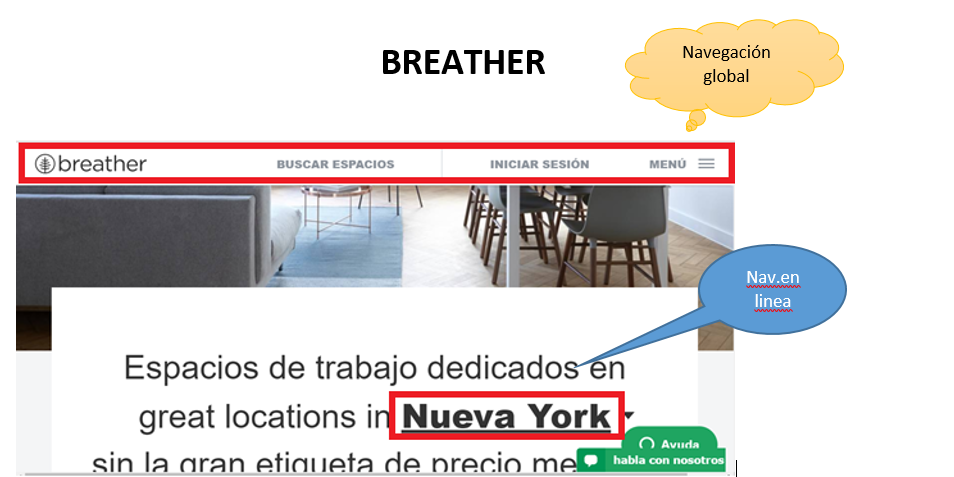 BREATHER
Navegación
global
breather
BUSCAR ESPACIOS
INICIAR SESIÓN
MENÚ
Nav.en
linea
Espacios de trabajo dedicados en
great locations in Nueva York
sin la gran etiqueta de precio me
Ayuda
habla con nosotros